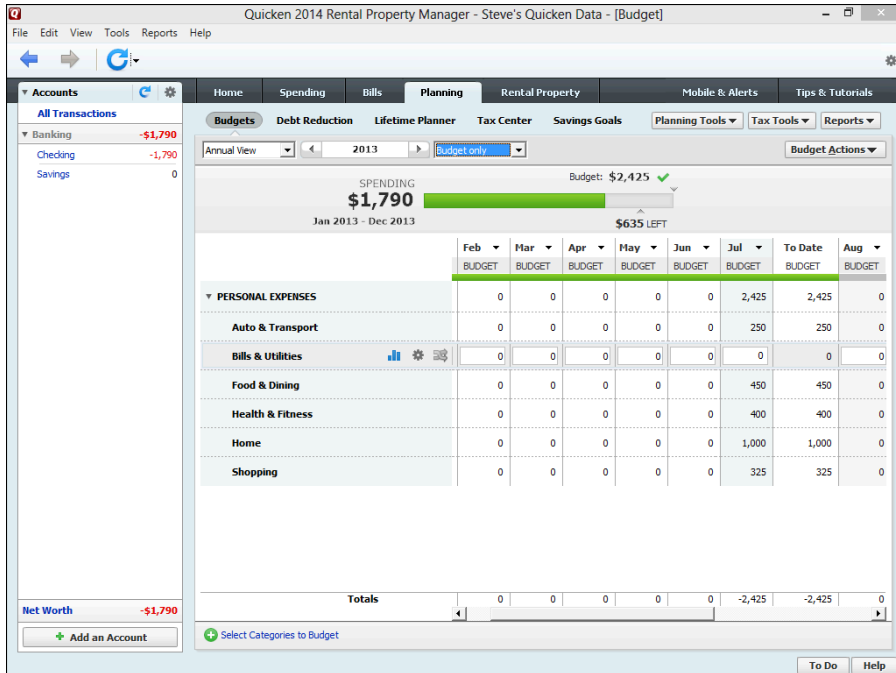 Quicken 2014 Rental Property Manager - Steve's Quicken Data - [Budget]
File Edit View Tools Reports Help
Accounts
Home Spending Bills Planning Rental Property Mobile & Alerts Tips & Tutorials
All Transactions
Budgets Debt Reduction Lifetime Planner Tax Center Savings Goals Planning Tools Tax Tools Reports
Banking -$1,790
Checking -1,790
Savings 0
Annual View 2013 Budget only Budget Actions
SPENDING Budget: $2,425
$1,790
Jan 2013 - Dec 2013 $635 LEFT
Feb Mar Apr May Jun Jul To Date Aug
BUDGET BUDGET BUDGET BUDGET BUDGET BUDGET BUDGET BUDGET
PERSONAL EXPENSES 0 0 0 0 0 2,425 2,425 0
Auto & Transport 0 0 0 0 0 250 250 0
Bills & Utilities 0 0 0 0 0 0 0 0
Food & Dining 0 0 0 0 0 450 450 0
Health & Fitness 0 0 0 0 0 400 400 0
Home 0 0 0 0 0 1,000 1,000 0
Shopping 0 0 0 0 0 325 325 0
Totals 0 0 0 0 0 -2,425 -2,425 0
Net Worth -$1,790
Add an Account
Select Categories to Budget
To Do Help